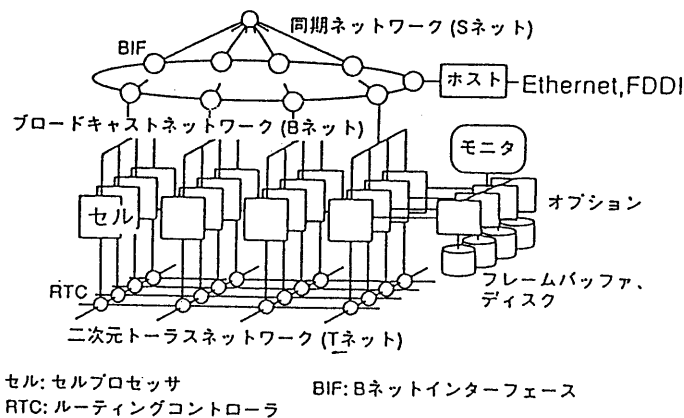 同期ネットワーク (Sネット)
BIF
ホスト
Ethernet,FDDI
ブロードキャストネットワーク (Bネット)
モニタ
セル
オプション
RTC
フレームバッファ、
ディスク
二次元トーラスネットワーク (Tネット)
セル: セルプロセッサ
BIF: Bネットインターフェース
RTC: ルーティングコントローラ